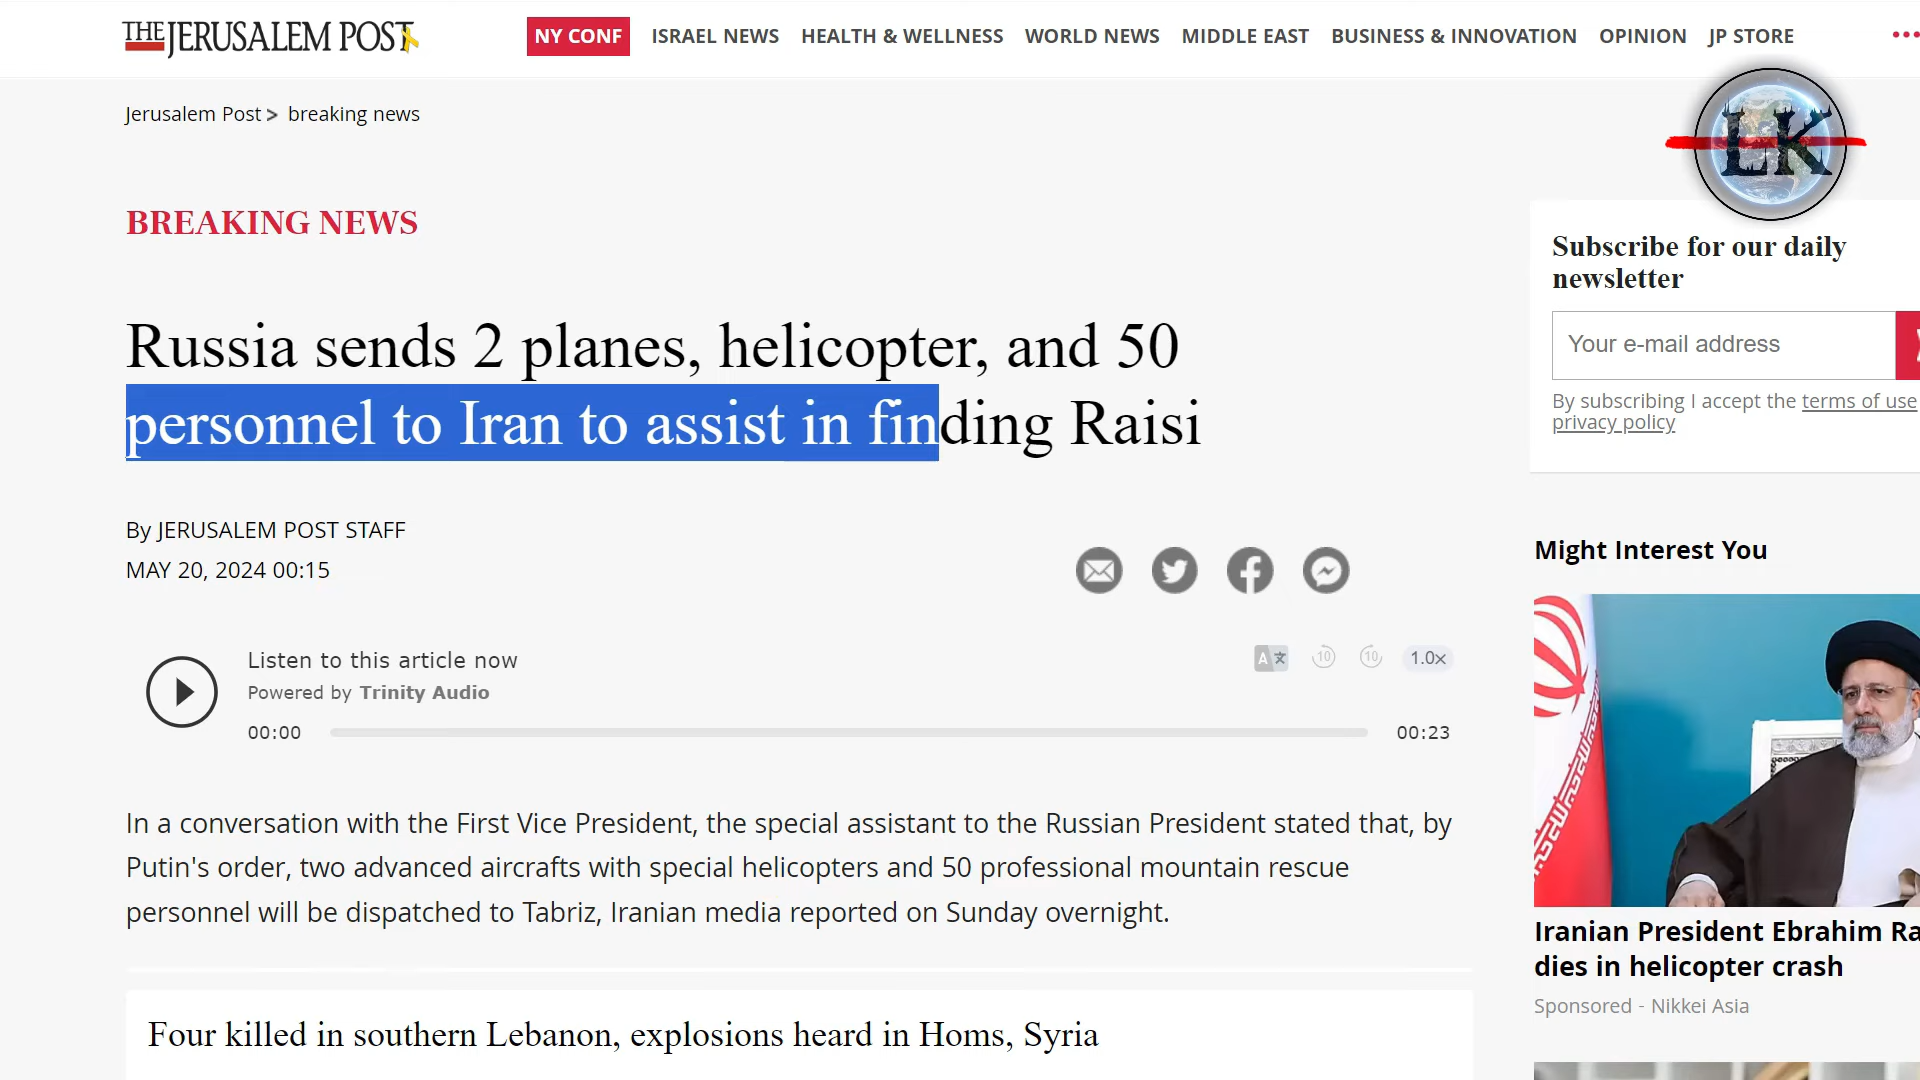 THE JERUSALEM POST
NY CONF
ISRAEL NEWS
HEALTH & WELLNESS
WORLD NEWS
MIDDLE EAST
BUSINESS & INNOVATION
OPINION
JP STORE
LK
Jerusalem Post > breaking news
BREAKING NEWS
Russia sends 2 planes, helicopter, and 50
personnel to Iran to assist in finding Raisi
By JERUSALEM POST STAFF
MAY 20, 2024 00:15
Listen to this article now
Powered by Trinity Audio
A
10
10
1.0x
00:00
00:23
In a conversation with the First Vice President, the special assistant to the Russian President stated that, by
Putin's order, two advanced aircrafts with special helicopters and 50 professional mountain rescue
personnel will be dispatched to Tabriz, Iranian media reported on Sunday overnight.
Four killed in southern Lebanon, explosions heard in Homs, Syria
Subscribe for our daily
newsletter
Your e-mail address
By subscribing I accept the terms of use
privacy policy
Might Interest You
Iranian President Ebrahim Ra
dies in helicopter crash
Sponsored - Nikkei Asia